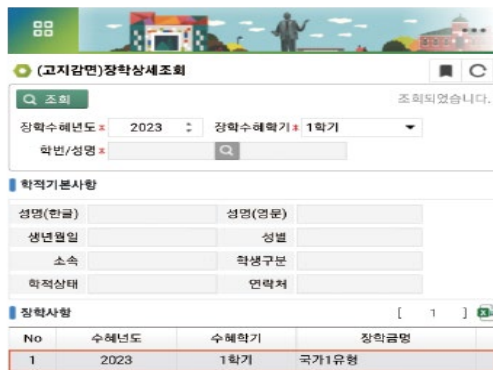 (고지감면)장학상세조회
조회
조회되었습니다.
장학수혜년도 * 2023 장학수혜학기 * 1학기
학번/성명 *
학적기본사항
성명(한글) 성명(영문)
생년월일 성별
소속 학생구분
학적상태 연락처
장학사항 [ 1 ]
No 수혜년도 수혜학기 장학금명
1 2023 1학기 국가1유형